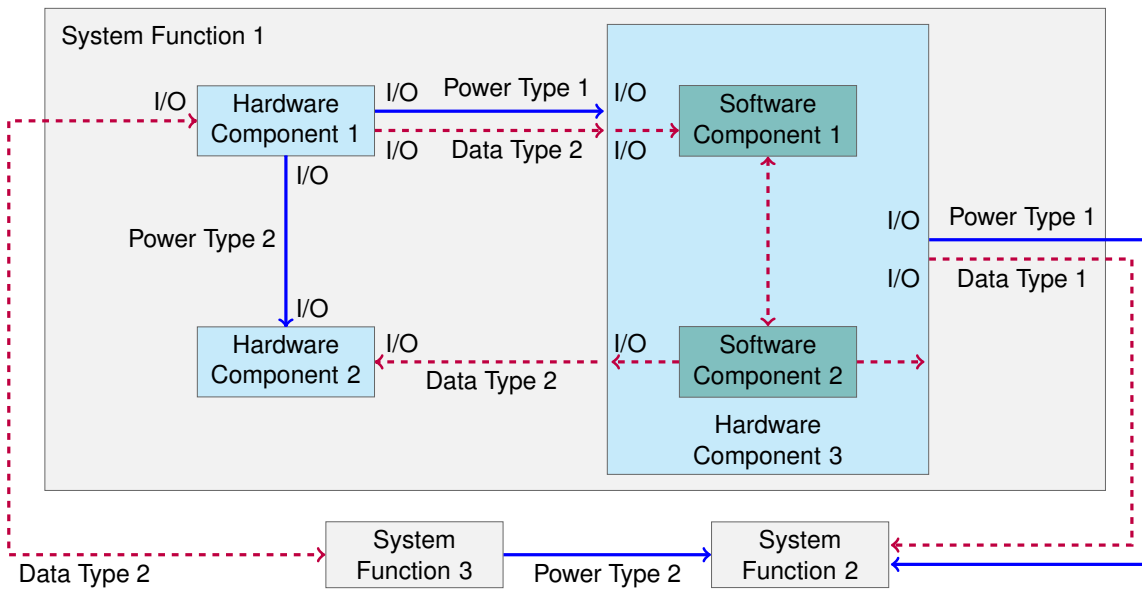 System Function 1
I/O
Hardware
Component 1
I/O
Power Type 1
I/O
Software
Component 1
I/O
Data Type 2
I/O
I/O
Power Type 2
I/O
Power Type 1
I/O
Data Type 1
I/O
Hardware
Component 2
I/O
Data Type 2
I/O
Software
Component 2
Hardware
Component 3
System
Function 3
System
Function 2
Data Type 2
Power Type 2